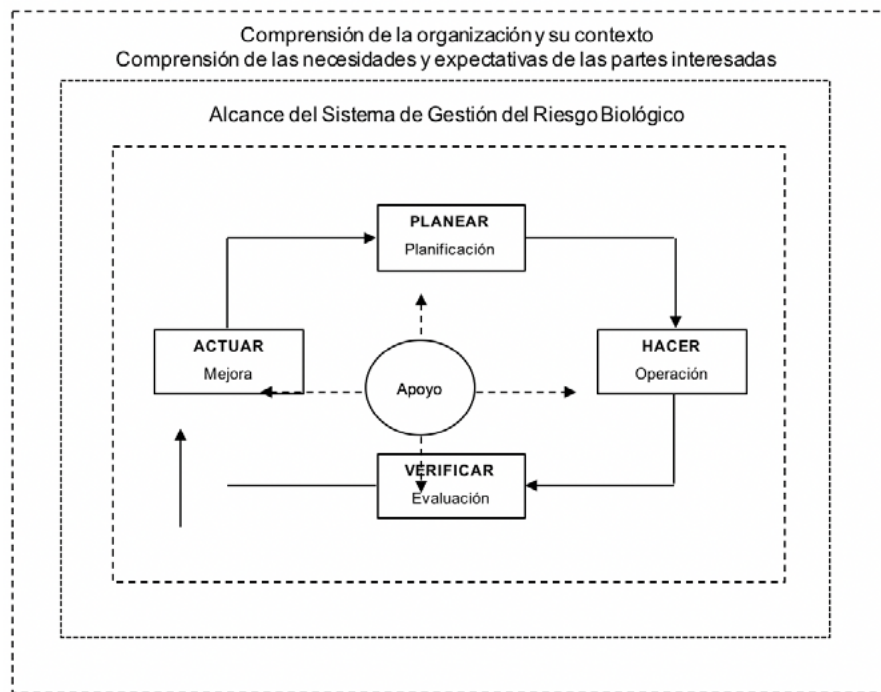 Comprensión de la organización y su contexto
Comprensión de las necesidades y expectativas de las partes interesadas
Alcance del Sistema de Gestión del Riesgo Biológico
PLANEAR
Planificación
ACTUAR
Mejora
Apoyo
HACER
Operación
VERIFICAR
Evaluación